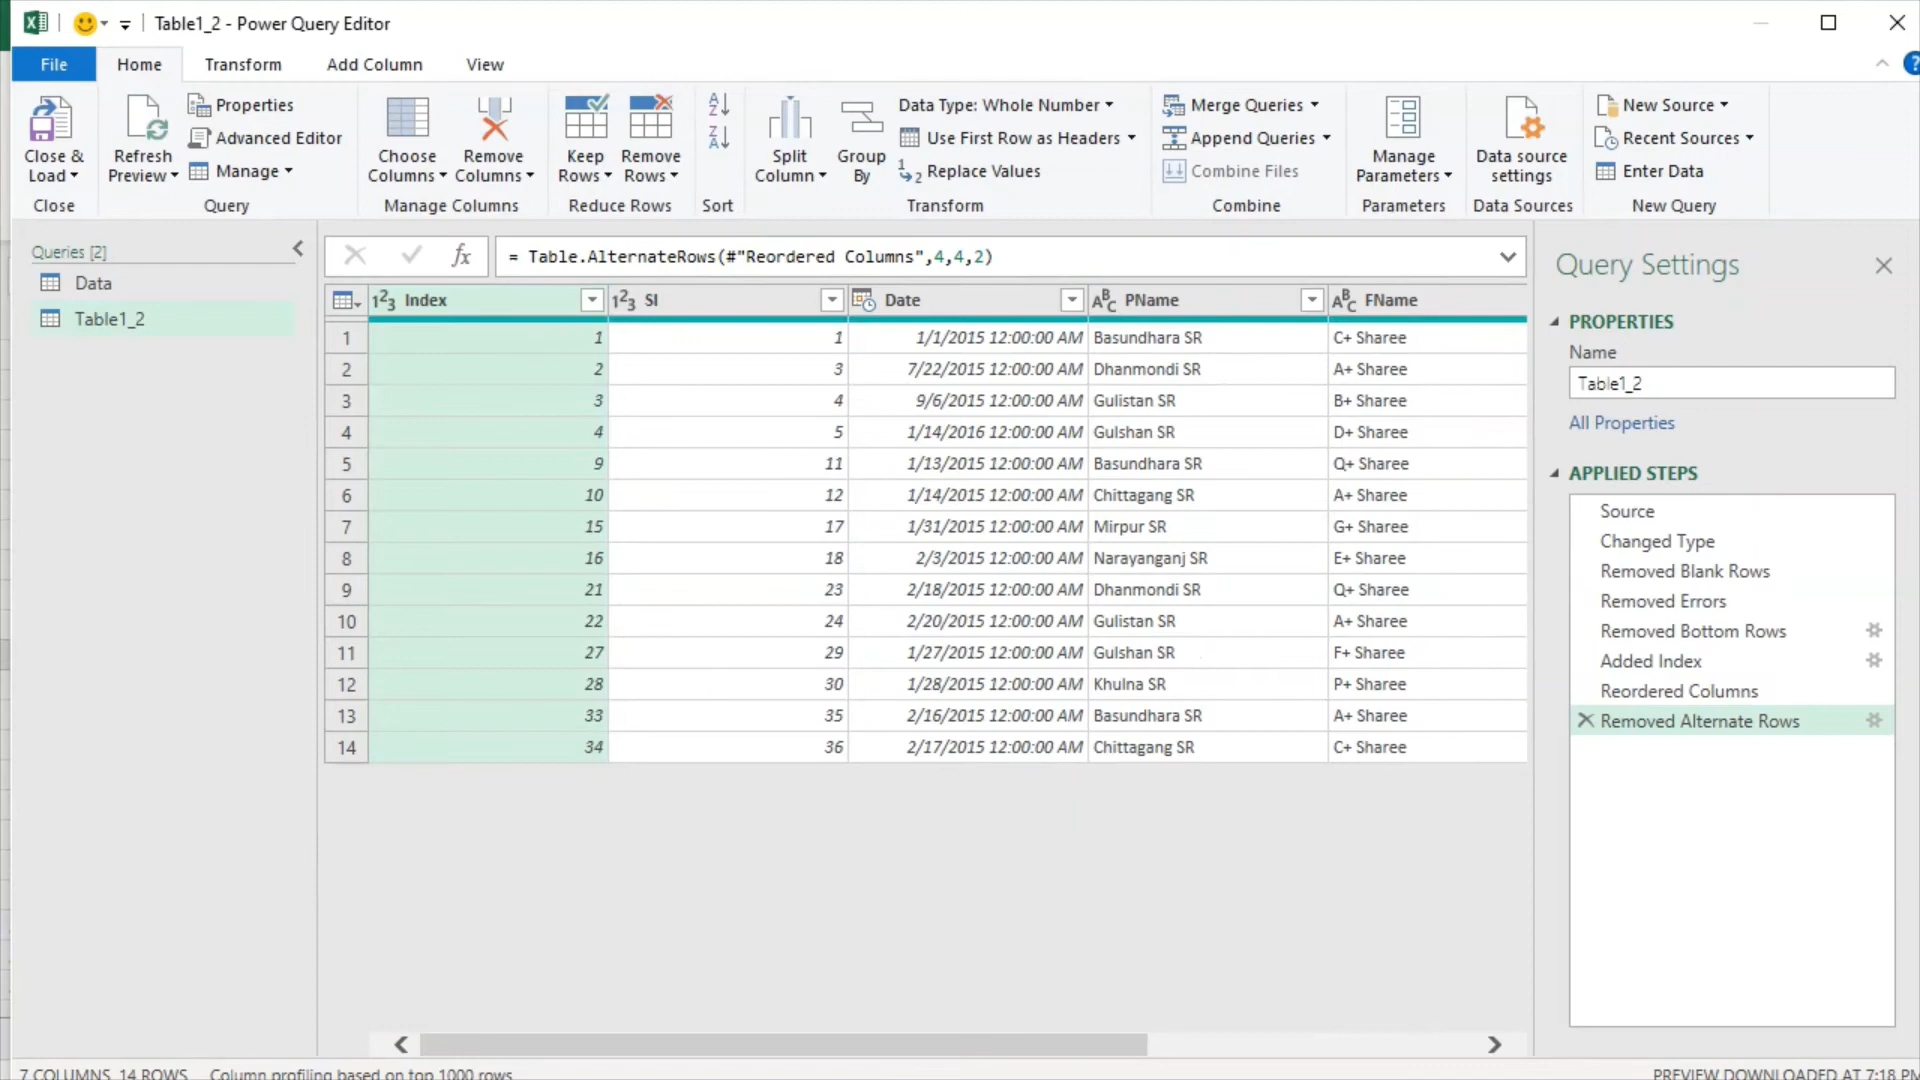 Table1_2 - Power Query Editor
File Home Transform Add Column View
Close & Load
Close
Refresh Preview
Properties
Advanced Editor
Manage
Query
Choose Columns
Remove Columns
Manage Columns
Keep Rows
Remove Rows
Reduce Rows
A Z
Z A
Sort
Split Column
Group By
Data Type: Whole Number
Use First Row as Headers
1 2 Replace Values
Transform
Merge Queries
Append Queries
Combine Files
Combine
Manage Parameters
Parameters
Data source settings
Data Sources
New Source
Recent Sources
Enter Data
New Query
Queries [2]
Data
Table1_2
fx = Table.AlternateRows(#"Reordered Columns",4,4,2)
123 Index 123 SI Date ABC PName ABC FName
1 1 1 1/1/2015 12:00:00 AM Basundhara SR C+ Sharee
2 2 3 7/22/2015 12:00:00 AM Dhanmondi SR A+ Sharee
3 3 4 9/6/2015 12:00:00 AM Gulistan SR B+ Sharee
4 4 5 1/14/2016 12:00:00 AM Gulshan SR D+ Sharee
5 9 11 1/13/2015 12:00:00 AM Basundhara SR Q+ Sharee
6 10 12 1/14/2015 12:00:00 AM Chittagang SR A+ Sharee
7 15 17 1/31/2015 12:00:00 AM Mirpur SR G+ Sharee
8 16 18 2/3/2015 12:00:00 AM Narayanganj SR E+ Sharee
9 21 23 2/18/2015 12:00:00 AM Dhanmondi SR Q+ Sharee
10 22 24 2/20/2015 12:00:00 AM Gulistan SR A+ Sharee
11 27 29 1/27/2015 12:00:00 AM Gulshan SR F+ Sharee
12 28 30 1/28/2015 12:00:00 AM Khulna SR P+ Sharee
13 33 35 2/16/2015 12:00:00 AM Basundhara SR A+ Sharee
14 34 36 2/17/2015 12:00:00 AM Chittagang SR C+ Sharee
Query Settings
PROPERTIES
Name
Table1_2
All Properties
APPLIED STEPS
Source
Changed Type
Removed Blank Rows
Removed Errors
Removed Bottom Rows
Added Index
Reordered Columns
Removed Alternate Rows
7 COLUMNS, 14 ROWS Column profiling based on top 1000 rows
PREVIEW DOWNLOADED AT 7:18 PM